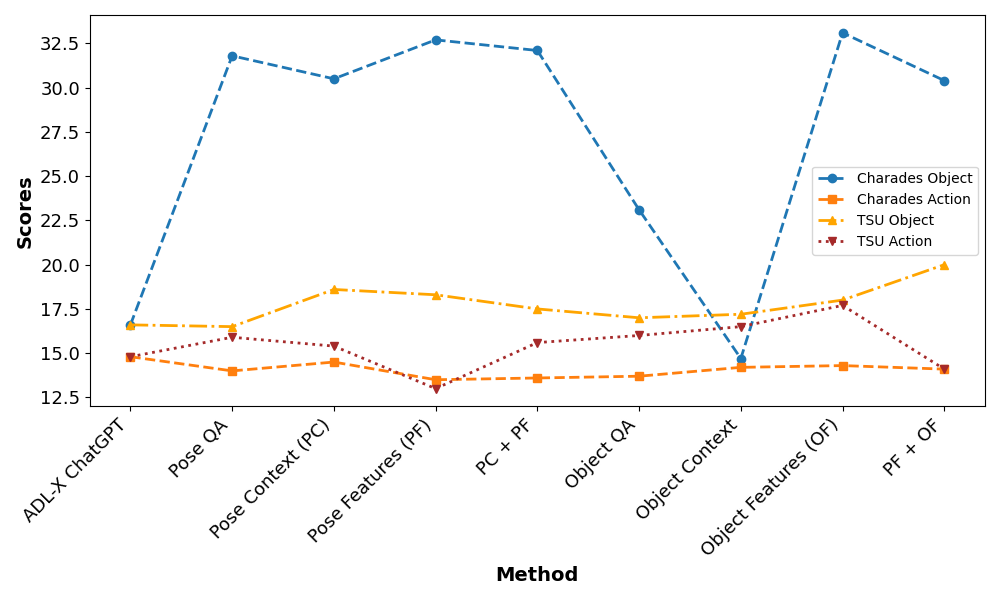 Scores
32.5
30.0
27.5
25.0
22.5
20.0
17.5
15.0
12.5
Charades Object
Charades Action
TSU Object
TSU Action
ADL-X ChatGPT
Pose QA
Pose Context (PC)
Pose Features (PF)
PC + PF
Object QA
Object Context
Object Features (OF)
PF + OF
Method